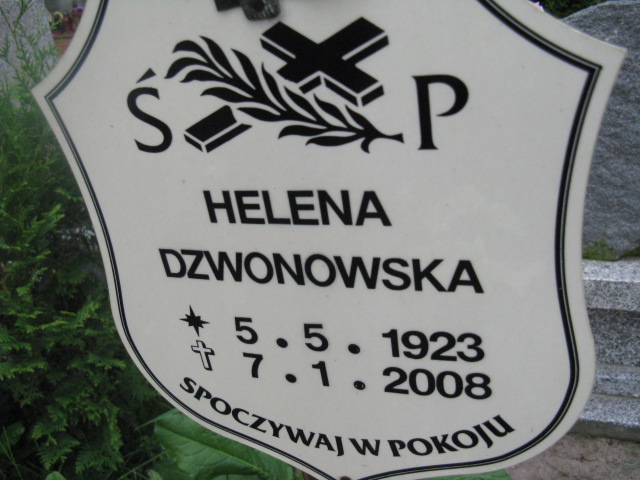 Ś P
HELENA
DZWONOWSKA
5.5.1923
7.1.2008
SPOCZYWAJ W POKOJU